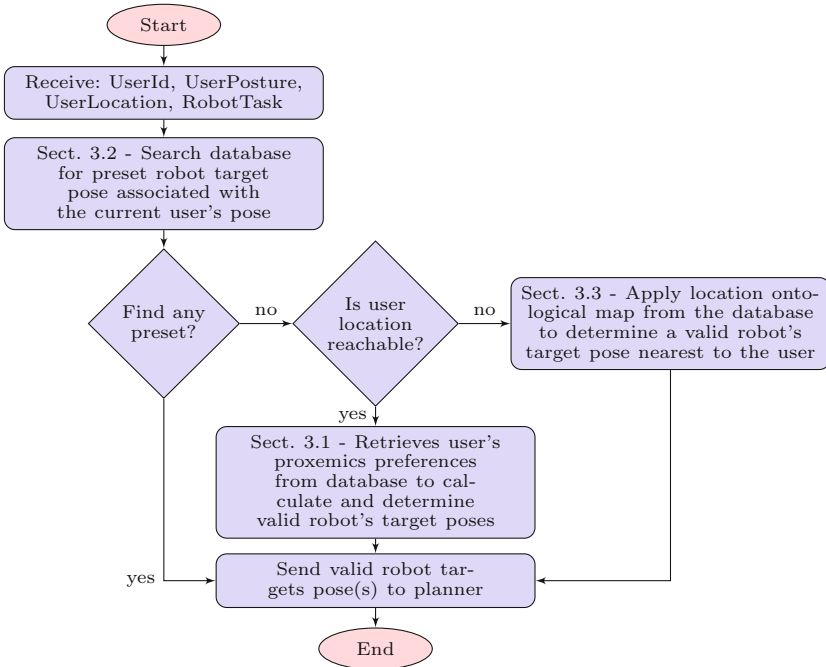 Start
Receive: UserId, UserPosture,
UserLocation, RobotTask
Sect. 3.2 - Search database
for preset robot target
pose associated with
the current user's pose
Find any
preset?
no
Is user
location
reachable?
no
Sect. 3.3 - Apply location onto-
logical map from the database
to determine a valid robot's
target pose nearest to the user
yes
Sect. 3.1 - Retrieves user's
proxemics preferences
from database to cal-
culate and determine
valid robot's target poses
yes
Send valid robot tar-
gets pose(s) to planner
End